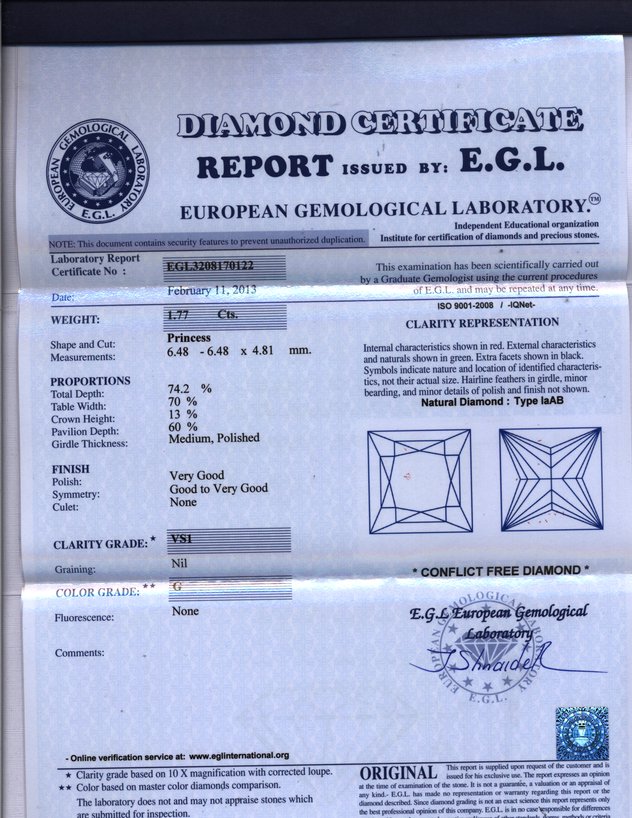 DIAMOND CERTIFICATE
REPORT ISSUED BY: E.G.L.
EUROPEAN GEMOLOGICAL LABORATORY
E.G.L.
EUROPEAN GEMOLOGICAL LABORATORY.™
Independent Educational organization
Institute for certification of diamonds and precious stones.
NOTE: This document contains security features to prevent unauthorized duplication.
Laboratory Report
Certificate No : EGL3208170122
Date: February 11, 2013
WEIGHT: 1.77 Cts.
Shape and Cut: Princess
Measurements: 6.48 - 6.48 x 4.81 mm.
PROPORTIONS
Total Depth: 74.2 %
Table Width: 70 %
Crown Height: 13 %
Pavilion Depth: 60 %
Girdle Thickness: Medium, Polished
FINISH
Polish: Very Good
Symmetry: Good to Very Good
Culet: None
CLARITY GRADE: * VS1
Graining: Nil
COLOR GRADE: ** G
Fluorescence: None
Comments:
This examination has been scientifically carried out
by a Graduate Gemologist using the current procedures
of E.G.L. and may be repeated at any time.
ISO 9001-2008 / -IQNet-
CLARITY REPRESENTATION
Internal characteristics shown in red. External characteristics
and naturals shown in green. Extra facets shown in black.
Symbols indicate nature and location of identified characteris-
tics, not their actual size. Hairline feathers in girdle, minor
bearding, and minor details of polish and finish not shown.
Natural Diamond : Type IaAB
* CONFLICT FREE DIAMOND *
E.G.L European Gemological
Laboratory
EUROPEAN GEMOLOGICAL LABORATORY
E.G.L.
- Online verification service at: www.eglinternational.org
★ Clarity grade based on 10 X magnification with corrected loupe.
★★ Color based on master color diamonds comparison.
The laboratory does not and may not appraise stones which
are submitted for inspection.
ORIGINAL
This report is supplied upon request of the customer and is
issued for his exclusive use. The report expresses an opinion
at the time of examination of the stone. It is not a guarantee, a valuation or an appraisal of
any kind.- E.G.L. has made no representation or warranty regarding this report or the
diamond described. Since diamond grading is not an exact science this report represents only
the best professional opinion of this company. E.G.L. is in no case responsible for differences